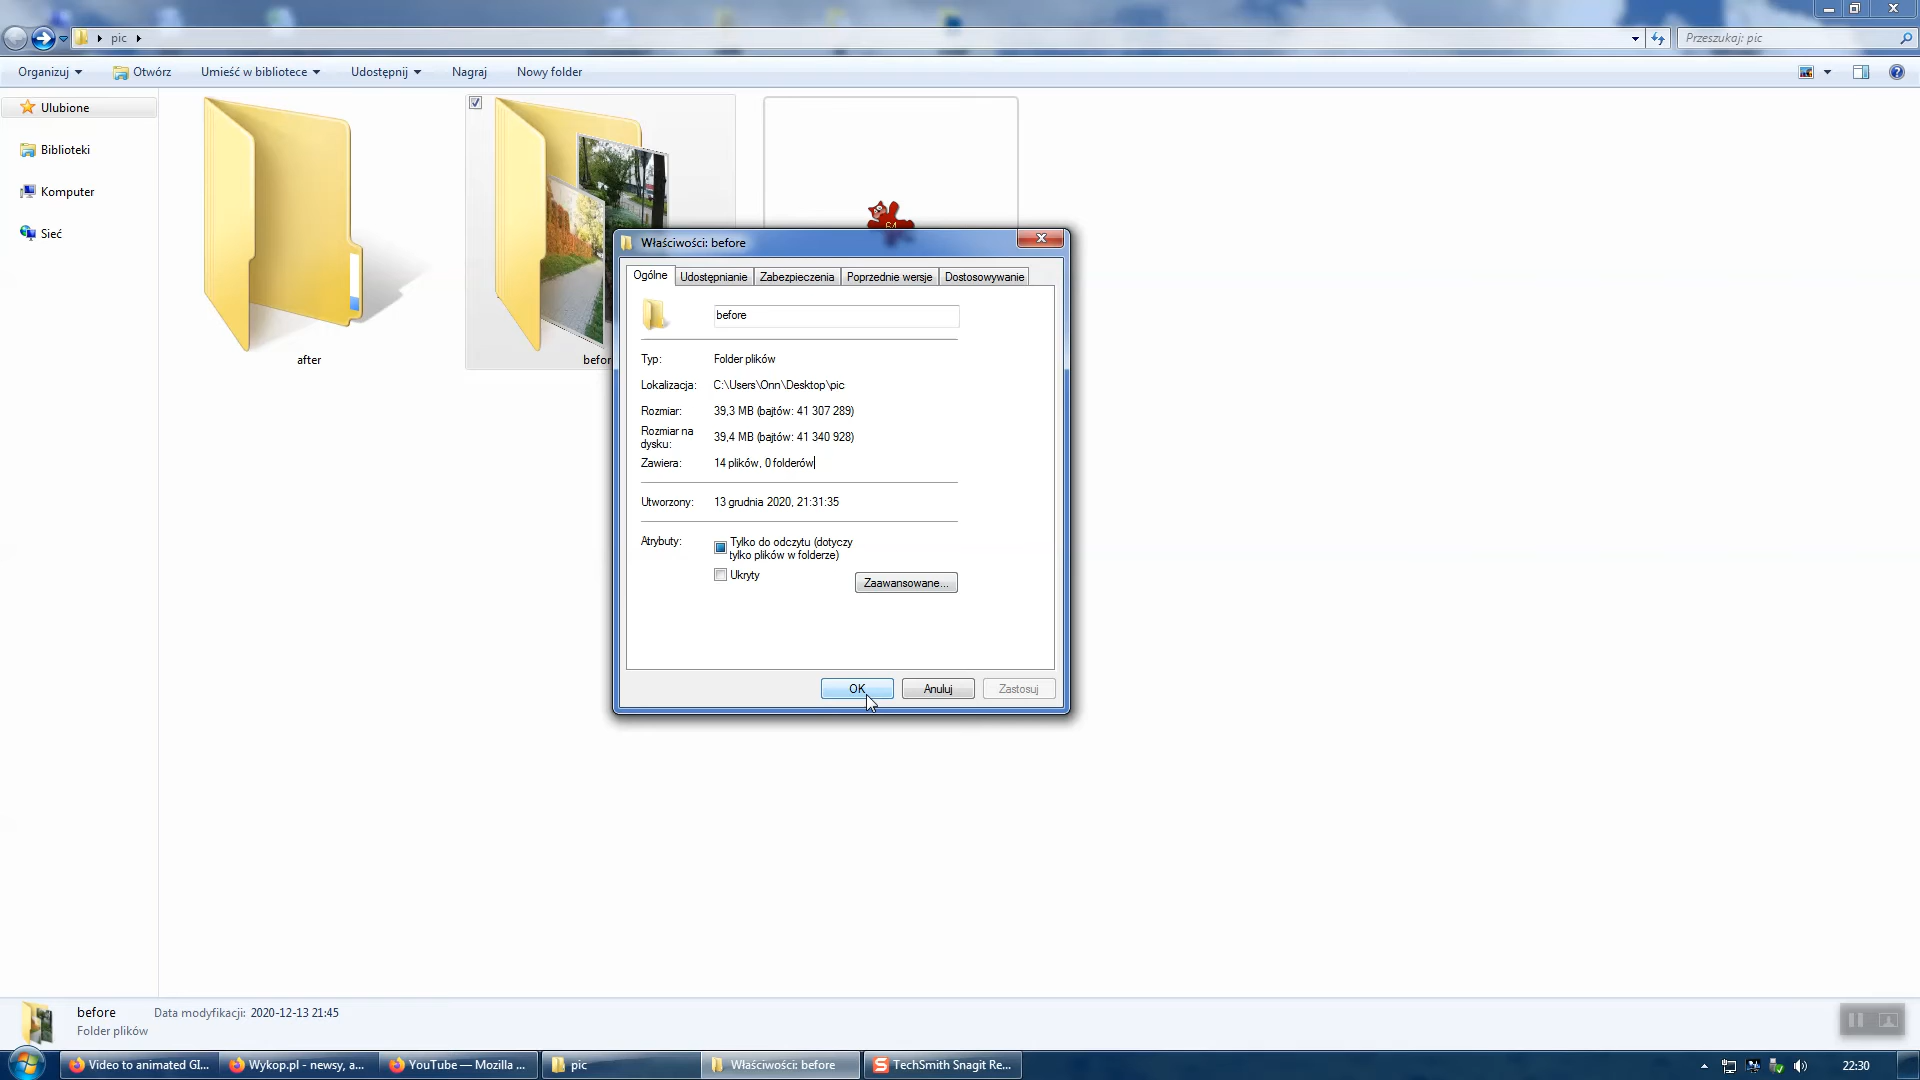 pic
Przeszukaj: pic
Organizuj
Otwórz
Umieść w bibliotece
Udostępnij
Nagraj
Nowy folder
Ulubione
Biblioteki
Komputer
Sieć
after
before
64
Właściwości: before
Ogólne
Udostępnianie
Zabezpieczenia
Poprzednie wersje
Dostosowywanie
before
Typ:
Folder plików
Lokalizacja:
C:\Users\Onn\Desktop\pic
Rozmiar:
39,3 MB (bajtów: 41 307 289)
Rozmiar na
dysku:
39,4 MB (bajtów: 41 340 928)
Zawiera:
14 plików, 0 folderów
Utworzony:
13 grudnia 2020, 21:31:35
Atrybuty:
Tylko do odczytu (dotyczy
tylko plików w folderze)
Ukryty
Zaawansowane...
OK
Anuluj
Zastosuj
before
Data modyfikacji: 2020-12-13 21:45
Folder plików
Video to animated GI...
Wykop.pl - newsy, a...
YouTube — Mozilla ...
pic
Właściwości: before
TechSmith Snagit Re...
22:30